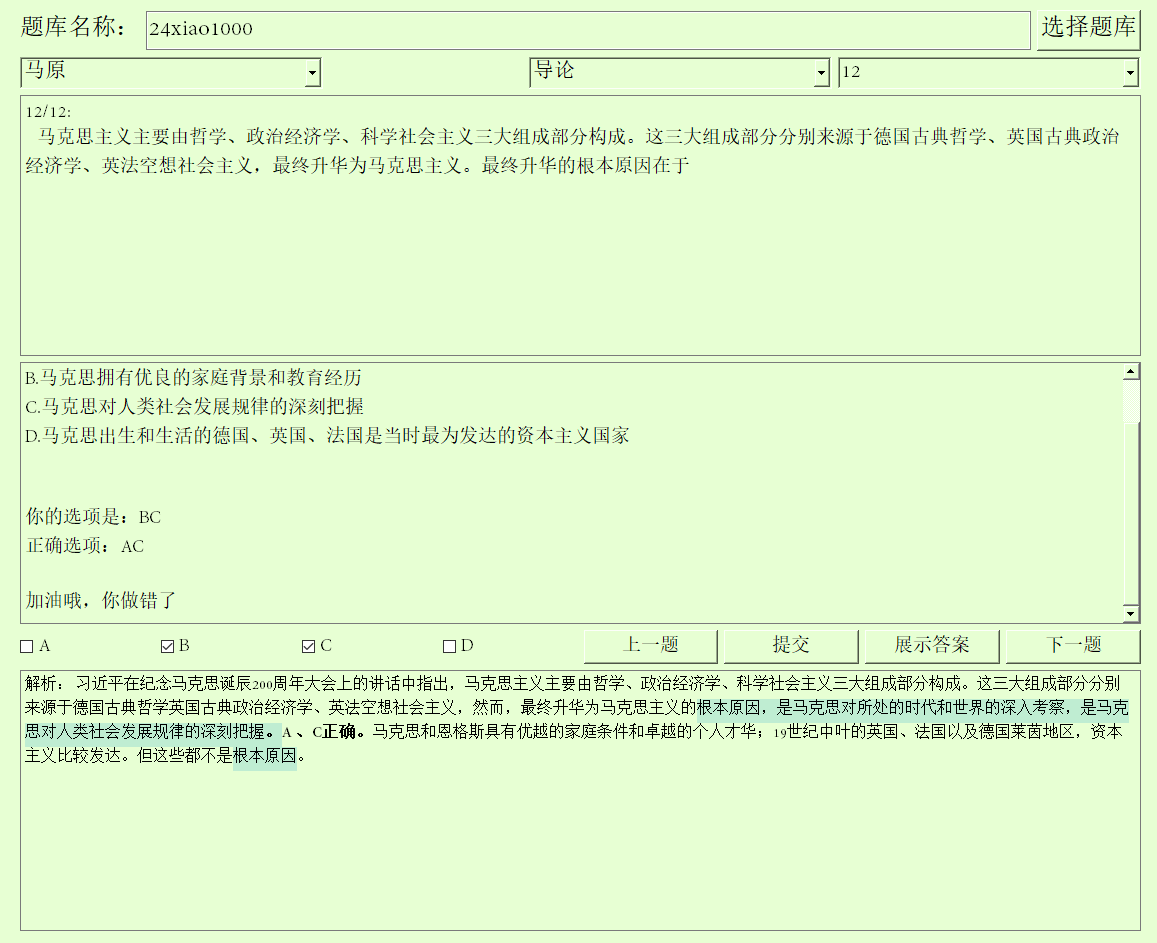 题库名称： 24xiao1000 选择题库
马原 导论 12
12/12:
马克思主义主要由哲学、政治经济学、科学社会主义三大组成部分构成。这三大组成部分分别来源于德国古典哲学、英国古典政治
经济学、英法空想社会主义，最终升华为马克思主义。最终升华的根本原因在于
B.马克思拥有优良的家庭背景和教育经历
C.马克思对人类社会发展规律的深刻把握
D.马克思出生和生活的德国、英国、法国是当时最为发达的资本主义国家
你的选项是：BC
正确选项：AC
加油哦，你做错了
A B C D 上一题 提交 展示答案 下一题
解析： 习近平在纪念马克思诞辰200周年大会上的讲话中指出，马克思主义主要由哲学、政治经济学、科学社会主义三大组成部分构成。这三大组成部分分别
来源于德国古典哲学英国古典政治经济学、英法空想社会主义，然而，最终升华为马克思主义的根本原因，是马克思对所处的时代和世界的深入考察，是马克
思对人类社会发展规律的深刻把握。A 、C正确。马克思和恩格斯具有优越的家庭条件和卓越的个人才华；19世纪中叶的英国、法国以及德国莱茵地区，资本
主义比较发达。但这些都不是根本原因。